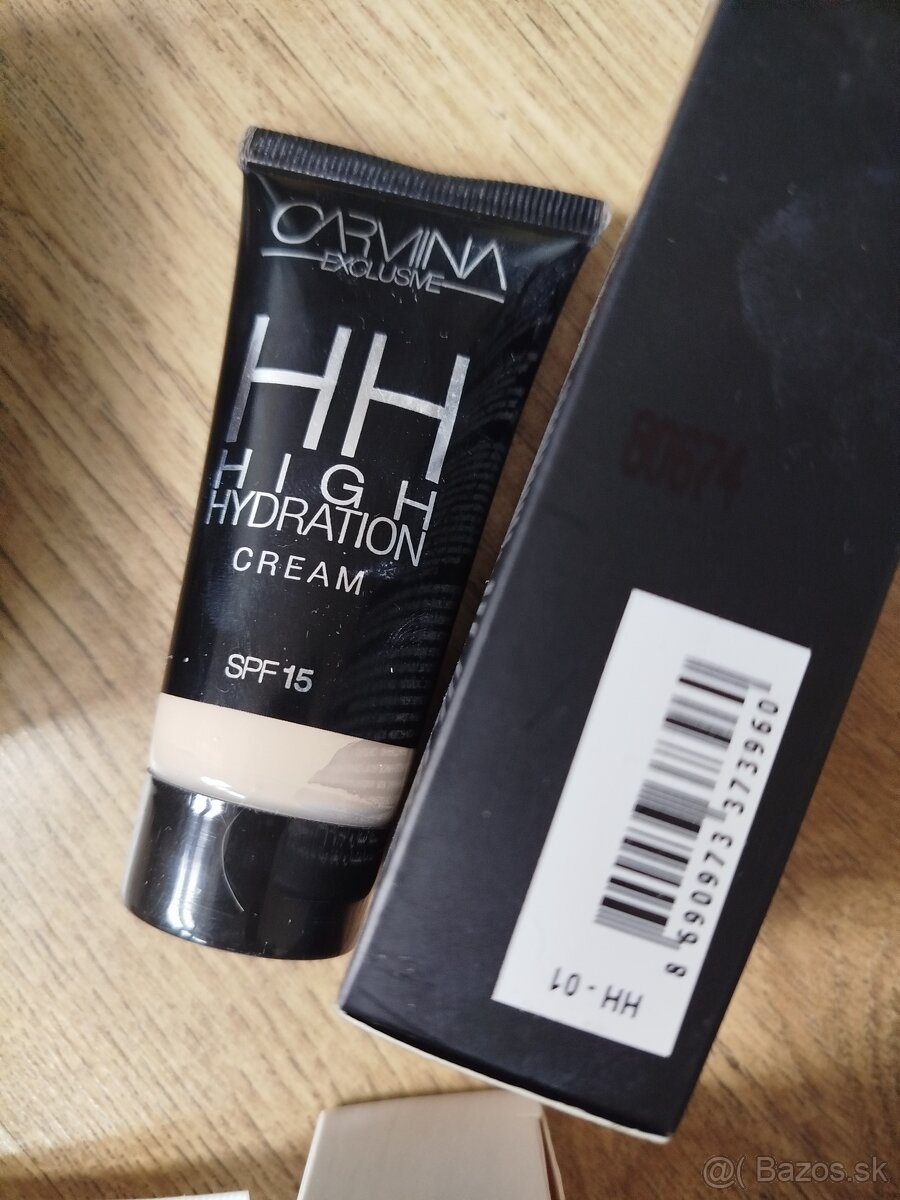 CARMINA
EXCLUSIVE
HH
HIGH
HYDRATION
CREAM
SPF 15
8 690973 373960
HH - 01
@( Bazos.sk